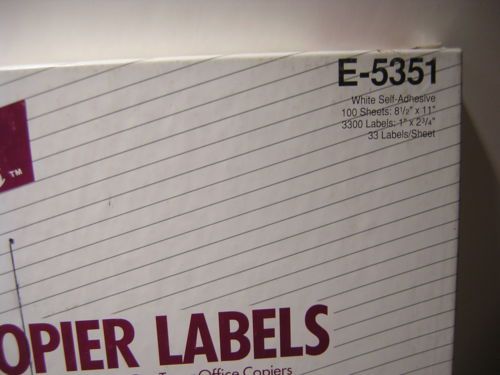 E-5351
White Self-Adhesive
100 Sheets: 8½" x 11"
3300 Labels: 1" x 2¾"
33 Labels/Sheet
TM
OPIER LABELS
Office Copiers